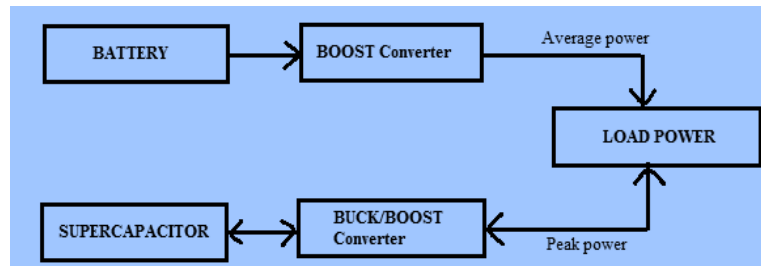 BATTERY
BOOST Converter
Average power
LOAD POWER
SUPERCAPACITOR
BUCK/BOOST
Converter
Peak power